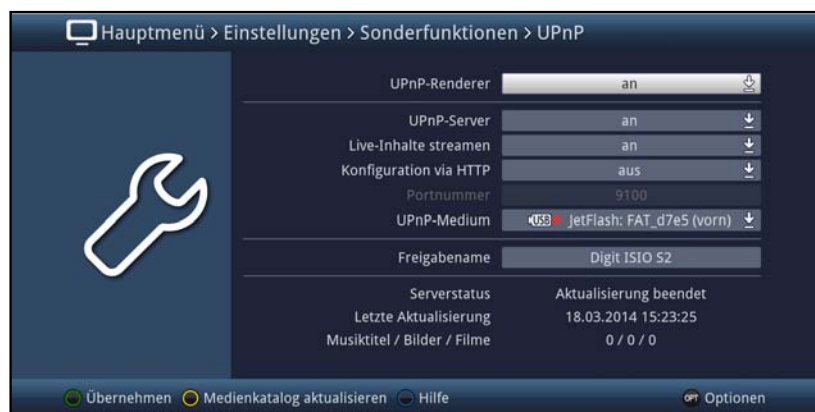 Hauptmenü > Einstellungen > Sonderfunktionen > UPnP
UPnP-Renderer an
UPnP-Server an
Live-Inhalte streamen an
Konfiguration via HTTP aus
Portnummer 9100
UPnP-Medium USB JetFlash: FAT_d7e5 (vorn)
Freigabename Digit ISIO S2
Serverstatus Aktualisierung beendet
Letzte Aktualisierung 18.03.2014 15:23:25
Musiktitel / Bilder / Filme 0 / 0 / 0
Übernehmen Medienkatalog aktualisieren Hilfe OPT Optionen